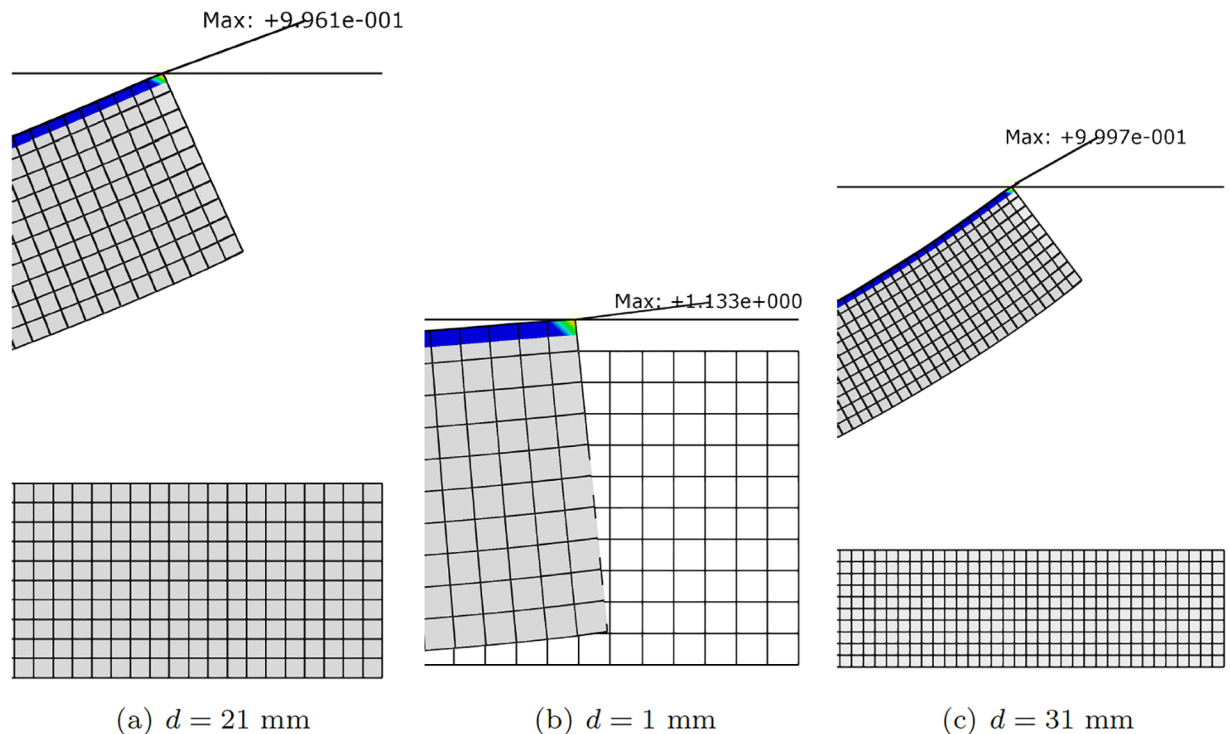 Max: +9.961e-001
Max: +9.997e-001
Max: +1.133e+000
(a) d = 21 mm
(b) d = 1 mm
(c) d = 31 mm